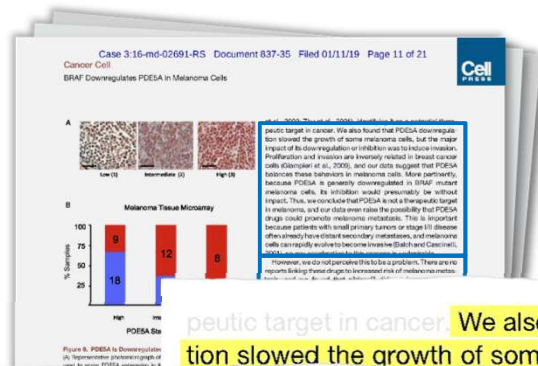 Case 3:16-md-02691-RS Document 837-35 Filed 01/11/19 Page 11 of 21
Cancer Cell
BRAF Downregulates PDE5A in Melanoma Cells
Cell
PRESS
A
Low (1) Intermediate (2) High (3)
B
Melanoma Tissue Microarray
% Samples
100
75
50
25
9
18
12
8
High
PDE5A Sta
Figure 8. PDE5A Is Downregulated
(A) Representative photomicrograph of
peutic target in cancer. We also found that PDE5A downregula-
tion slowed the growth of some melanoma cells, but the major
impact of its downregulation or inhibition was to induce invasion.
Proliferation and invasion are inversely related in breast cancer
cells (Giampieri et al., 2009), and our data suggest that PDE5A
balances these behaviors in melanoma cells. More pertinently,
because PDE5A is generally downregulated in BRAF mutant
melanoma cells, its inhibition would presumably be without
impact. Thus, we conclude that PDE5A is not a therapeutic target
in melanoma, and our data even raise the possibility that PDE5A
drugs could promote melanoma metastasis. This is important
because patients with small primary tumors or stage I/II disease
often already have distant secondary metastases, and melanoma
cells can rapidly evolve to become invasive (Balch and Cascinelli,
However, we do not perceive this to be a problem. There are no
reports linking these drugs to increased risk of melanoma metas-
peutic target in cancer. We also
tion slowed the growth of som